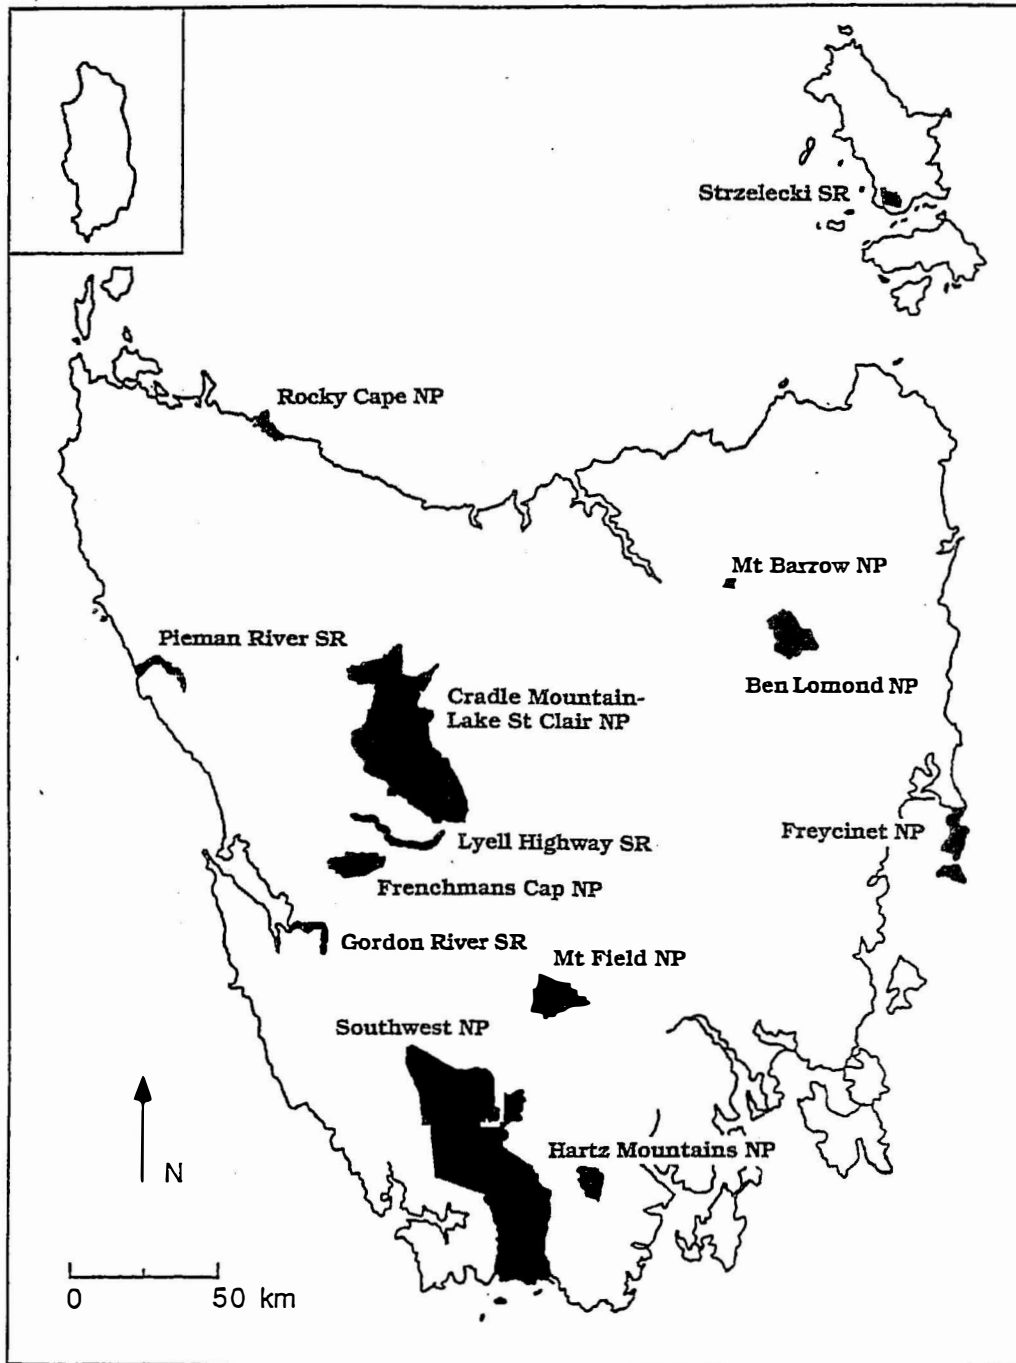 Strzelecki SR
Rocky Cape NP
Mt Barrow NP
Pieman River SR
Ben Lomond NP
Cradle Mountain-
Lake St Clair NP
Freycinet NP
Lyell Highway SR
Frenchmans Cap NP
Gordon River SR
Mt Field NP
Southwest NP
Hartz Mountains NP
N
0 50 km